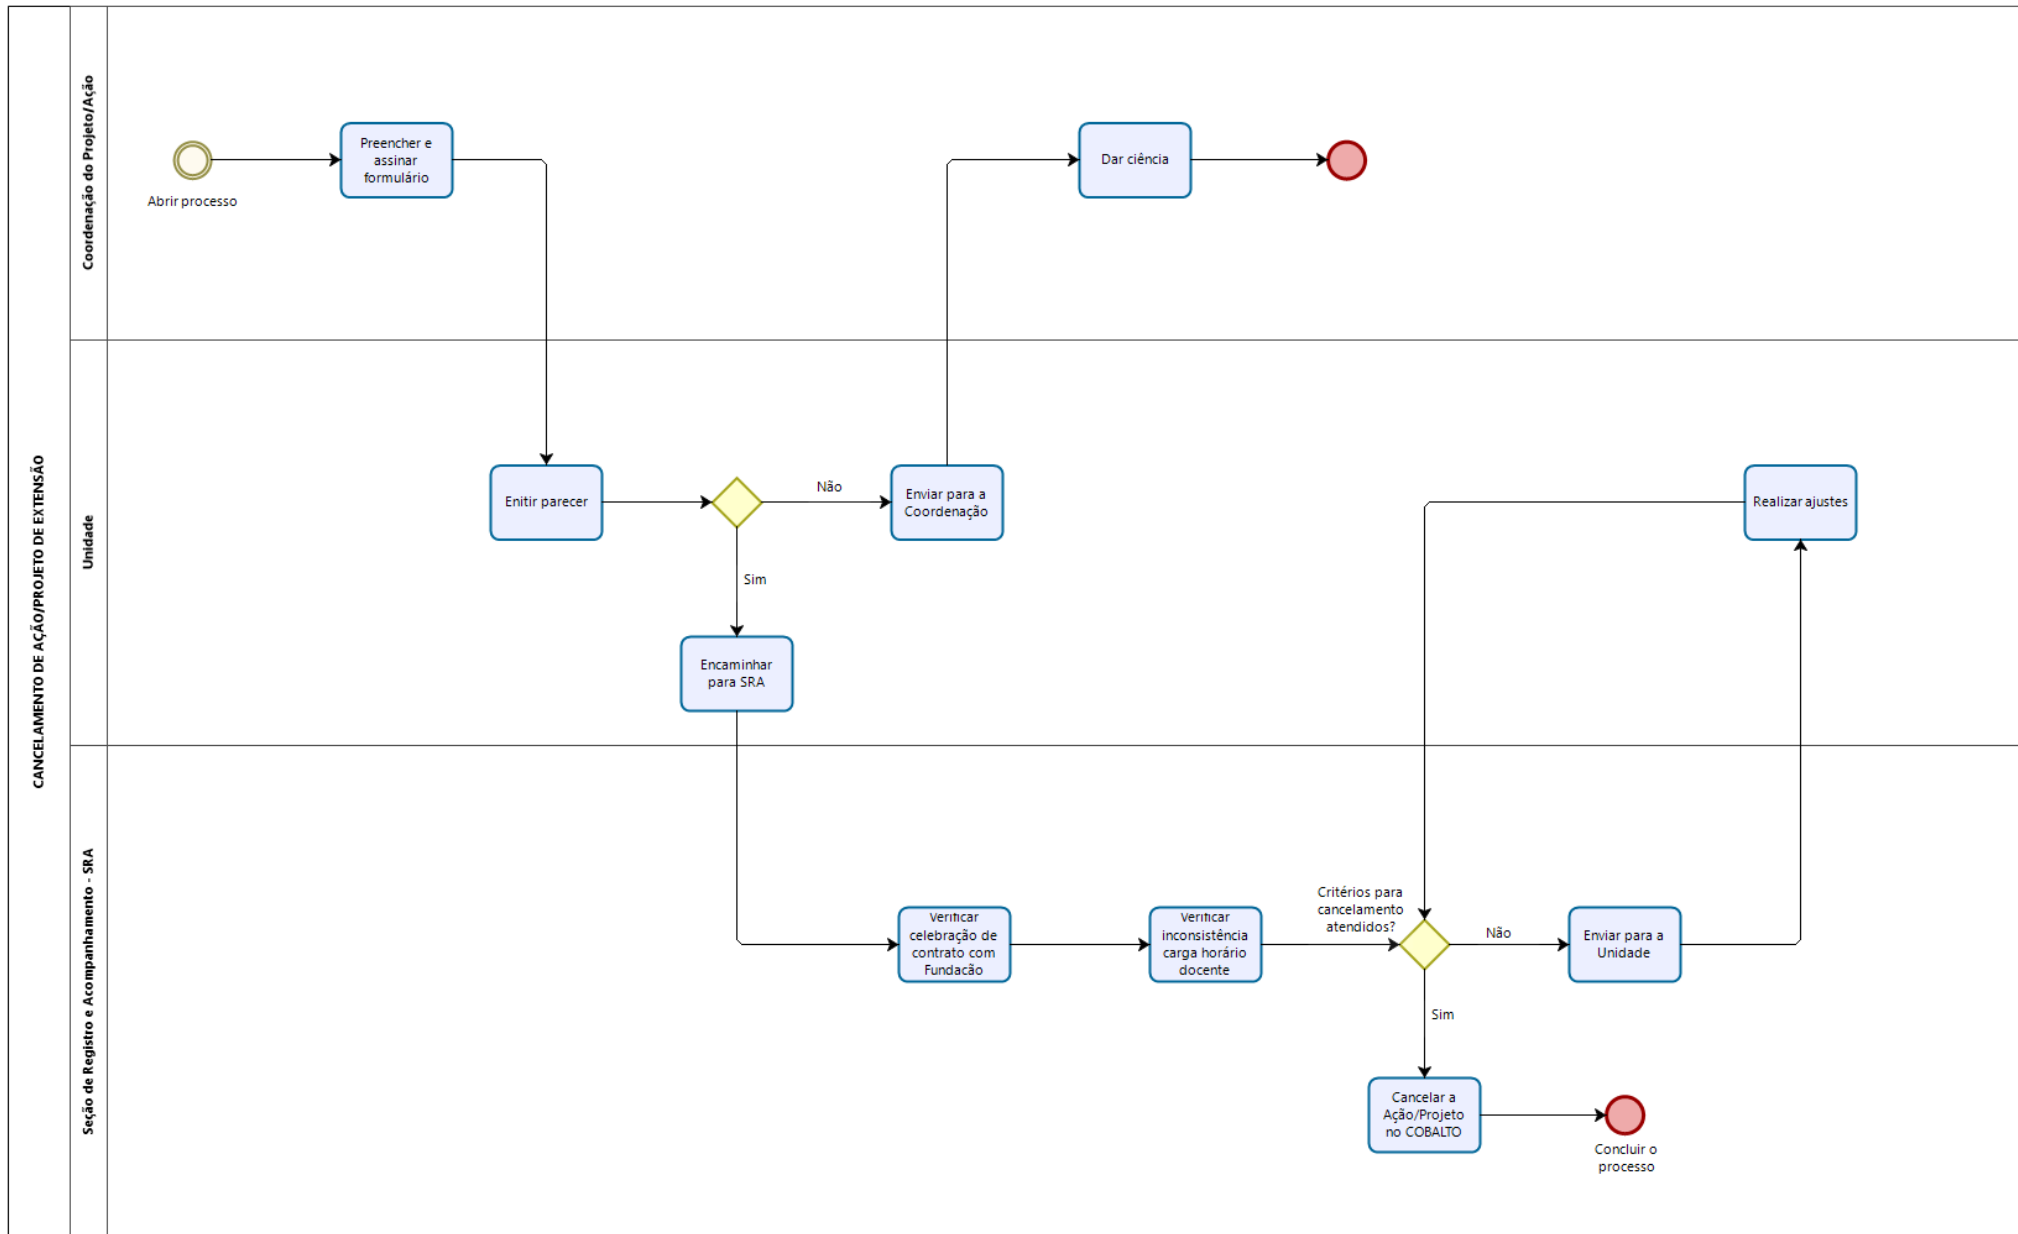 CANCELAMENTO DE AÇÃO/PROJETO DE EXTENSÃO
Coordenação do Projeto/Ação
Abrir processo
Preencher e
assinar
formulário
Dar ciência
Unidade
Enitir parecer
Não
Sim
Enviar para a
Coordenação
Encaminhar
para SRA
Realizar ajustes
Seção de Registro e Acompanhamento - SRA
Verificar
celebração de
contrato com
Fundacão
Verificar
inconsistência
carga horário
docente
Critérios para
cancelamento
atendidos?
Não
Sim
Enviar para a
Unidade
Cancelar a
Ação/Projeto
no COBALTO
Concluir o
processo